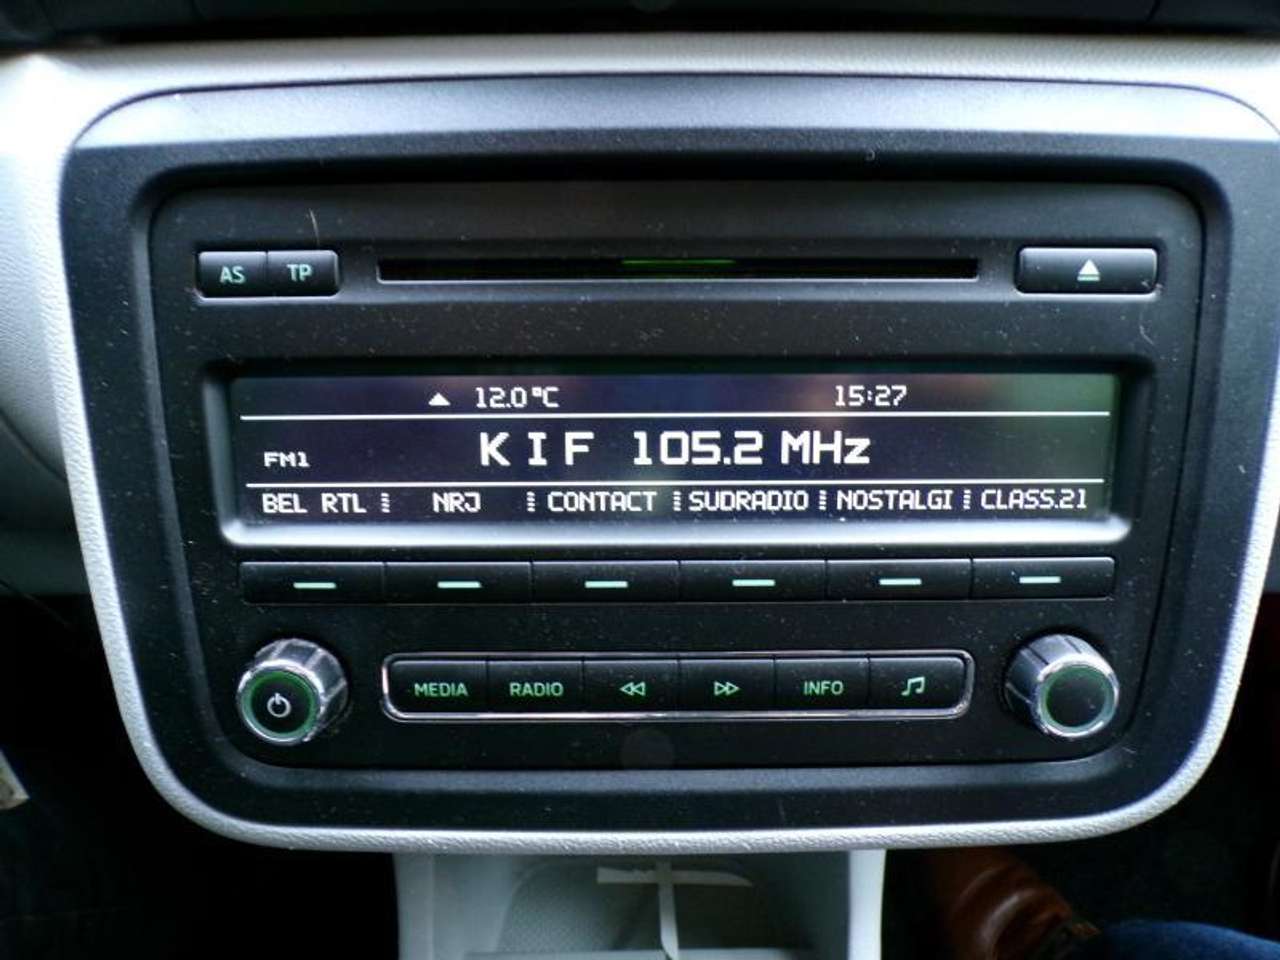 AS TP
12.0°C 15:27
FM1 K I F 105.2 MHz
BEL RTL NRJ CONTACT SUDRADIO NOSTALGI CLASS.21
MEDIA RADIO INFO